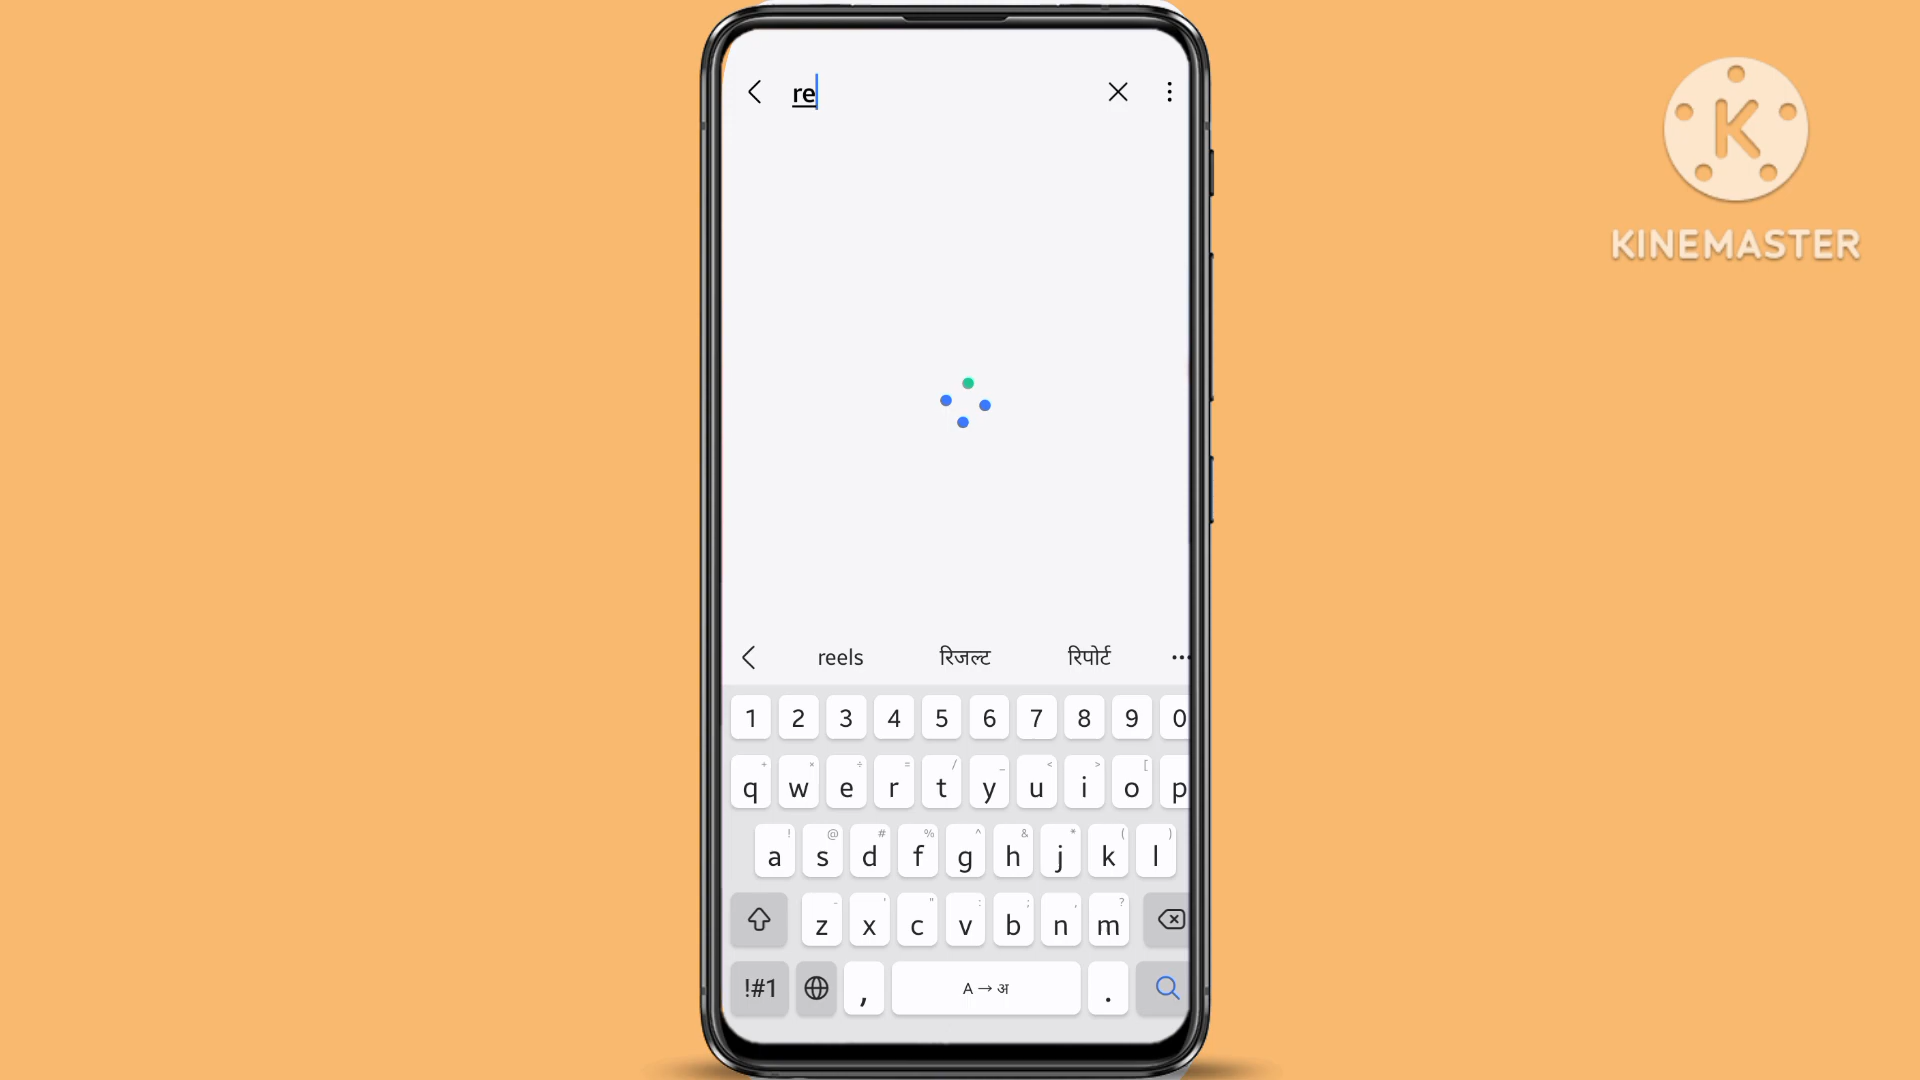 re
K
KINEMASTER
reels रिजल्ट रिपोर्ट ...
1 2 3 4 5 6 7 8 9 0
+ × ÷ = / _ < > [
q w e r t y u i o p
! @ # % ^ & * ( )
a s d f g h j k l
- ' " : ; , ?
z x c v b n m
!#1 , A → अ .